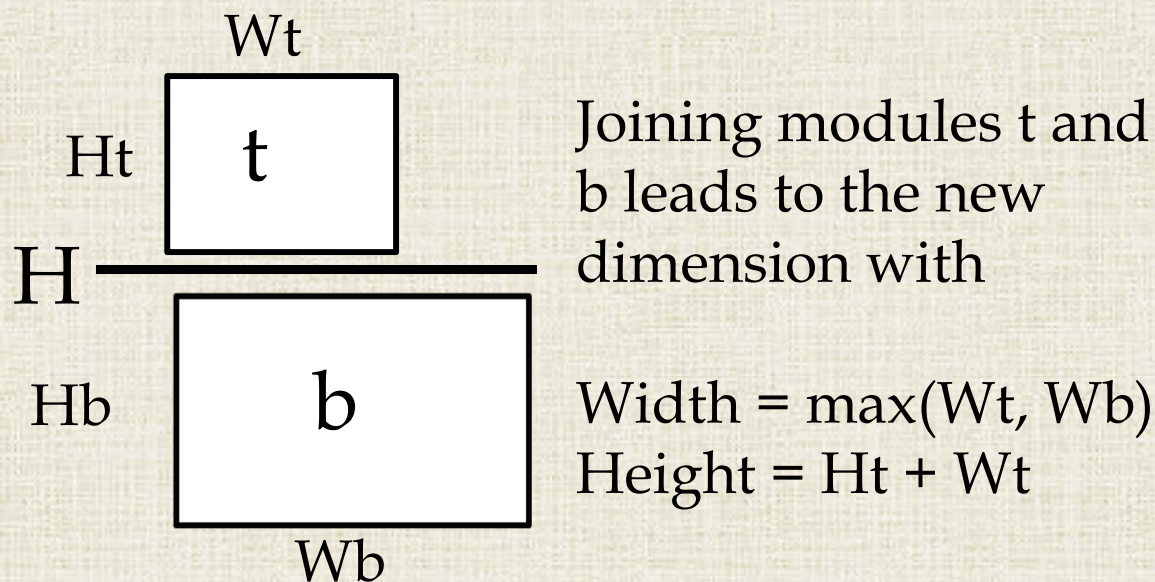 Wt
Ht
t
H
Hb
b
Wb
Joining modules t and
b leads to the new
dimension with
Width = max(Wt, Wb)
Height = Ht + Wt